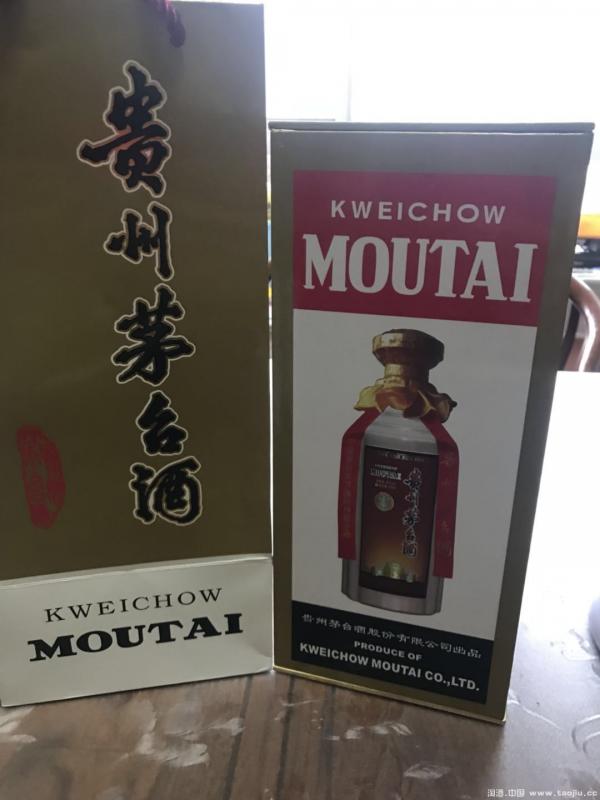 貴州茅台酒
KWEICHOW
MOUTAI
KWEICHOW
MOUTAI
貴州茅台酒
贵州茅台酒股份有限公司出品
PRODUCE OF
KWEICHOW MOUTAI CO.,LTD.
淘酒.中国 www.taojiu.cc